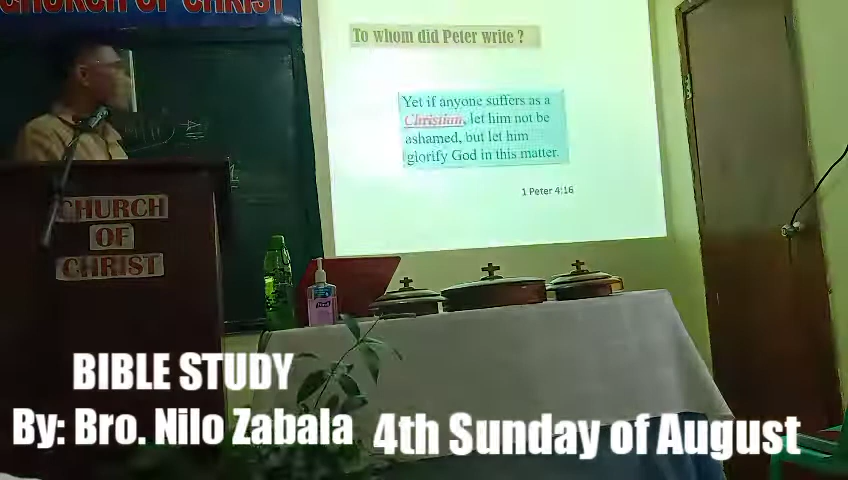 CHURCH OF CHRIST
To whom did Peter write ?
Yet if anyone suffers as a
Christian, let him not be
ashamed, but let him
glorify God in this matter.
1 Peter 4:16
CHURCH
OF
CHRIST
BIBLE STUDY
By: Bro. Nilo Zabala
4th Sunday of August